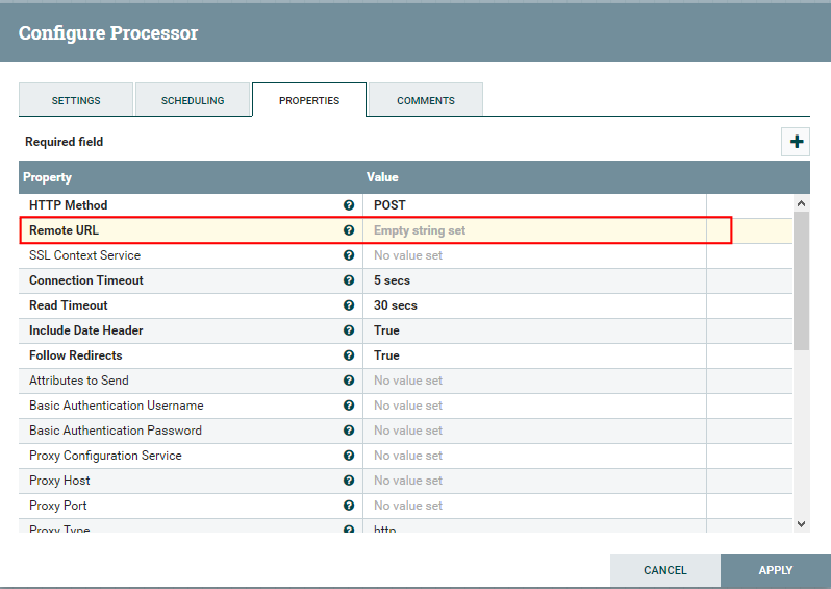 Configure Processor
SETTINGS SCHEDULING PROPERTIES COMMENTS
Required field
Property Value
HTTP Method POST
Remote URL Empty string set
SSL Context Service No value set
Connection Timeout 5 secs
Read Timeout 30 secs
Include Date Header True
Follow Redirects True
Attributes to Send No value set
Basic Authentication Username No value set
Basic Authentication Password No value set
Proxy Configuration Service No value set
Proxy Host No value set
Proxy Port No value set
Proxy Type http
CANCEL APPLY